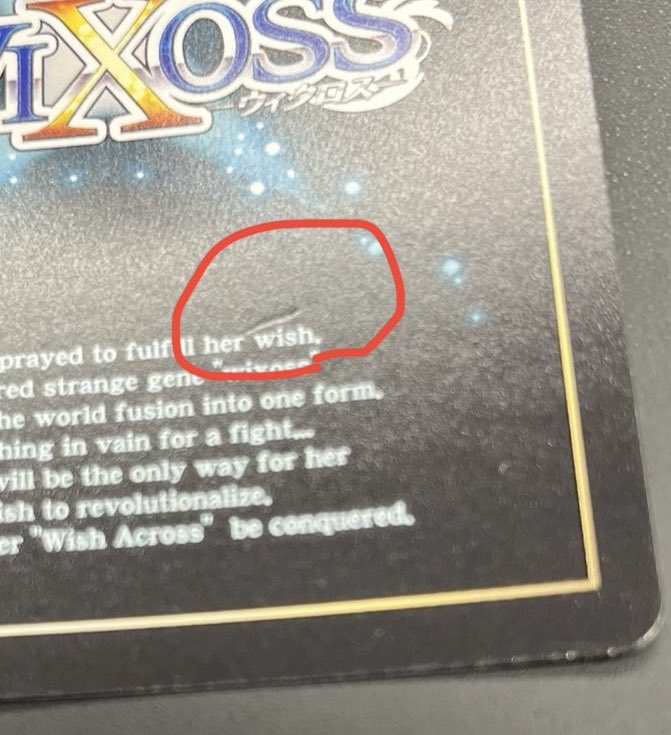 WIXOSS
ウィクロス
prayed to fulfill her wish.
red strange gene "wixoss"
he world fusion into one form.
hing in vain for a fight...
will be the only way for her
ish to revolutionalize.
er "Wish Across" be conquered.